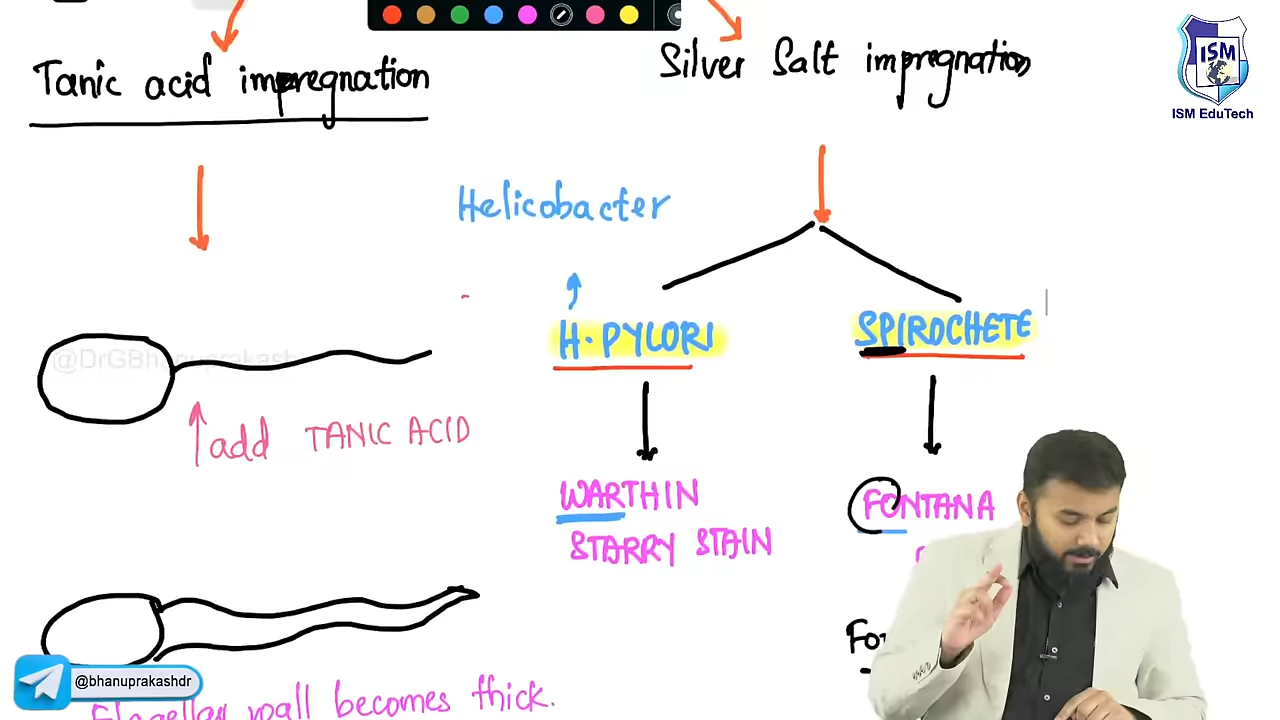 Tanic acid impregnation
Silver Salt impregnation
ISM
ISM EduTech
Helicobacter
H.PYLORI
SPIROCHETE
@DrGBhanuprakash
add TANIC ACID
WARTHIN
STARRY STAIN
FONTANA
@bhanuprakashdr
Flagellar wall becomes thick.